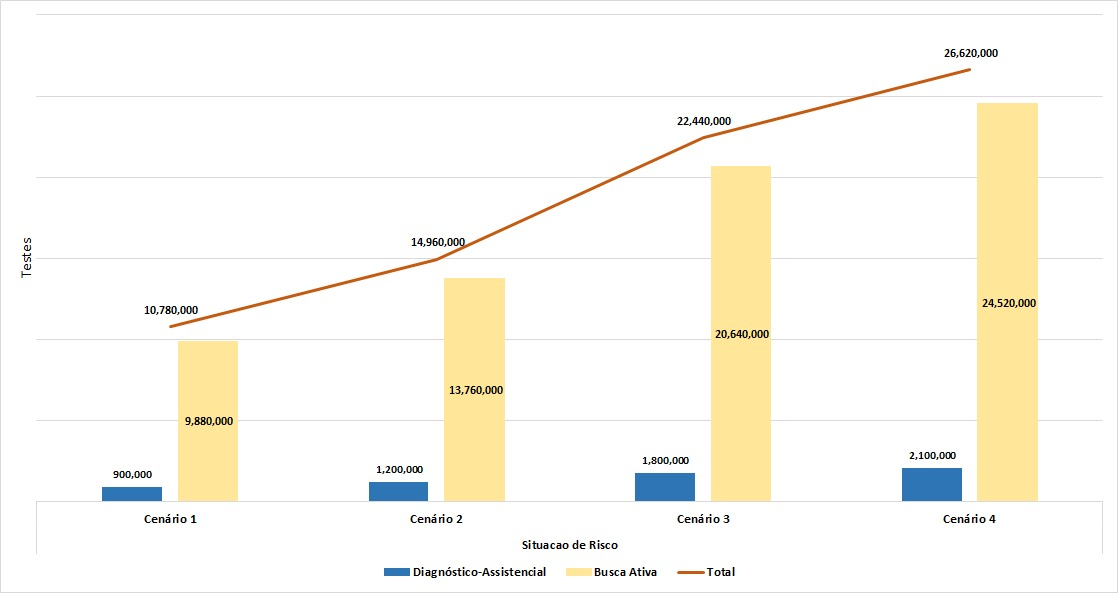 26,620,000
22,440,000
14,960,000
10,780,000
Testes
24,520,000
20,640,000
13,760,000
9,880,000
900,000
1,200,000
1,800,000
2,100,000
Cenário 1
Cenário 2
Cenário 3
Cenário 4
Situacao de Risco
Diagnóstico-Assistencial
Busca Ativa
Total